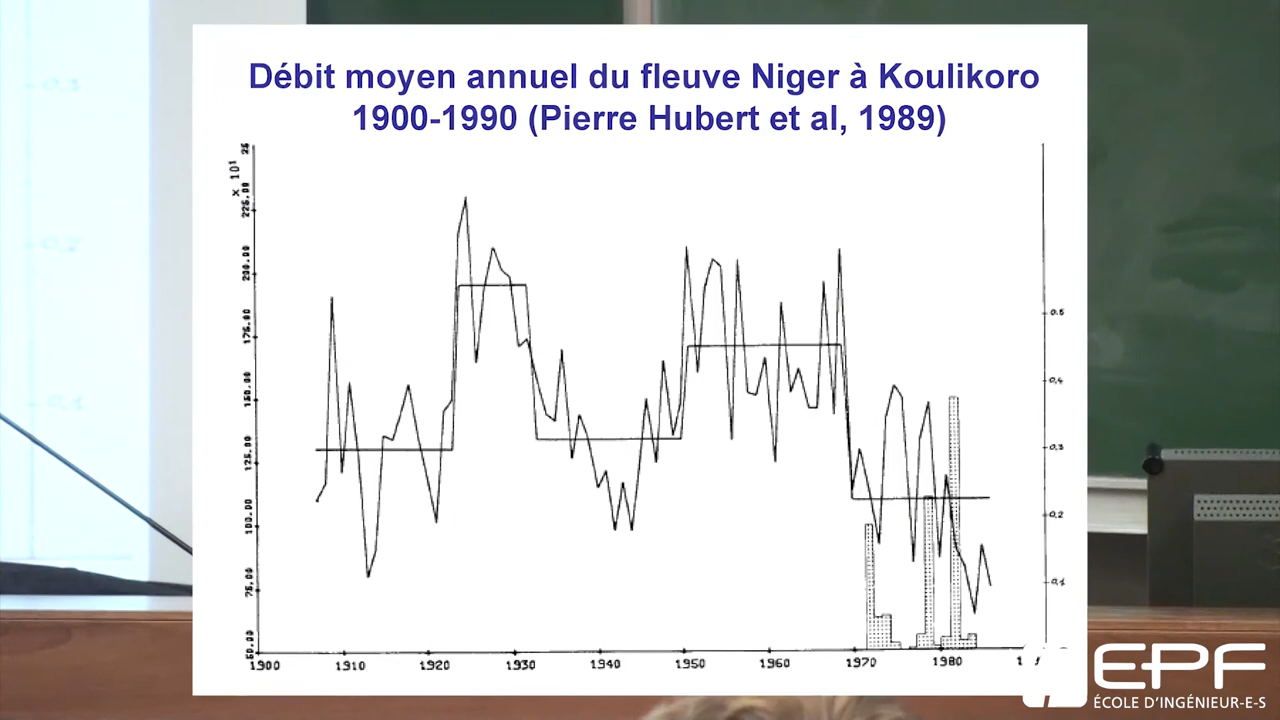 Débit moyen annuel du fleuve Niger à Koulikoro
1900-1990 (Pierre Hubert et al, 1989)
x 10¹
25
225.00
200.00
175.00
150.00
125.00
100.00
75.00
50.00
0.5
0.4
0.3
0.2
0.1
1900 1910 1920 1930 1940 1950 1960 1970 1980
EPF
ÉCOLE D'INGÉNIEUR-E-S